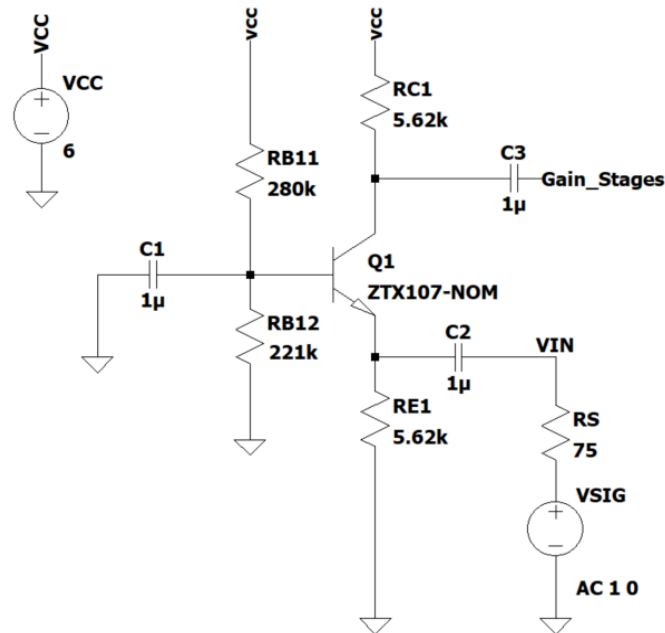 VCC
VCC
6
vcc
RB11
280k
vcc
RC1
5.62k
C3
1µ
Gain_Stages
C1
1µ
Q1
ZTX107-NOM
RB12
221k
C2
1µ
VIN
RE1
5.62k
RS
75
VSIG
AC 1 0